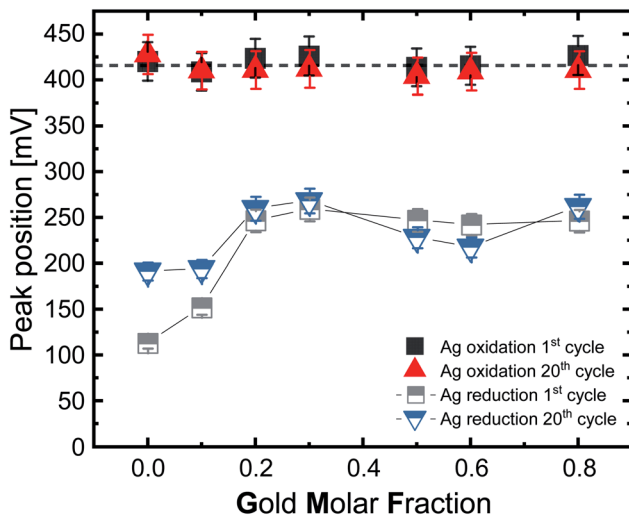 450
400
350
300
250
200
150
100
50
0
Peak position [mV]
Ag oxidation 1st cycle
Ag oxidation 20th cycle
Ag reduction 1st cycle
Ag reduction 20th cycle
0.0 0.2 0.4 0.6 0.8
Gold Molar Fraction